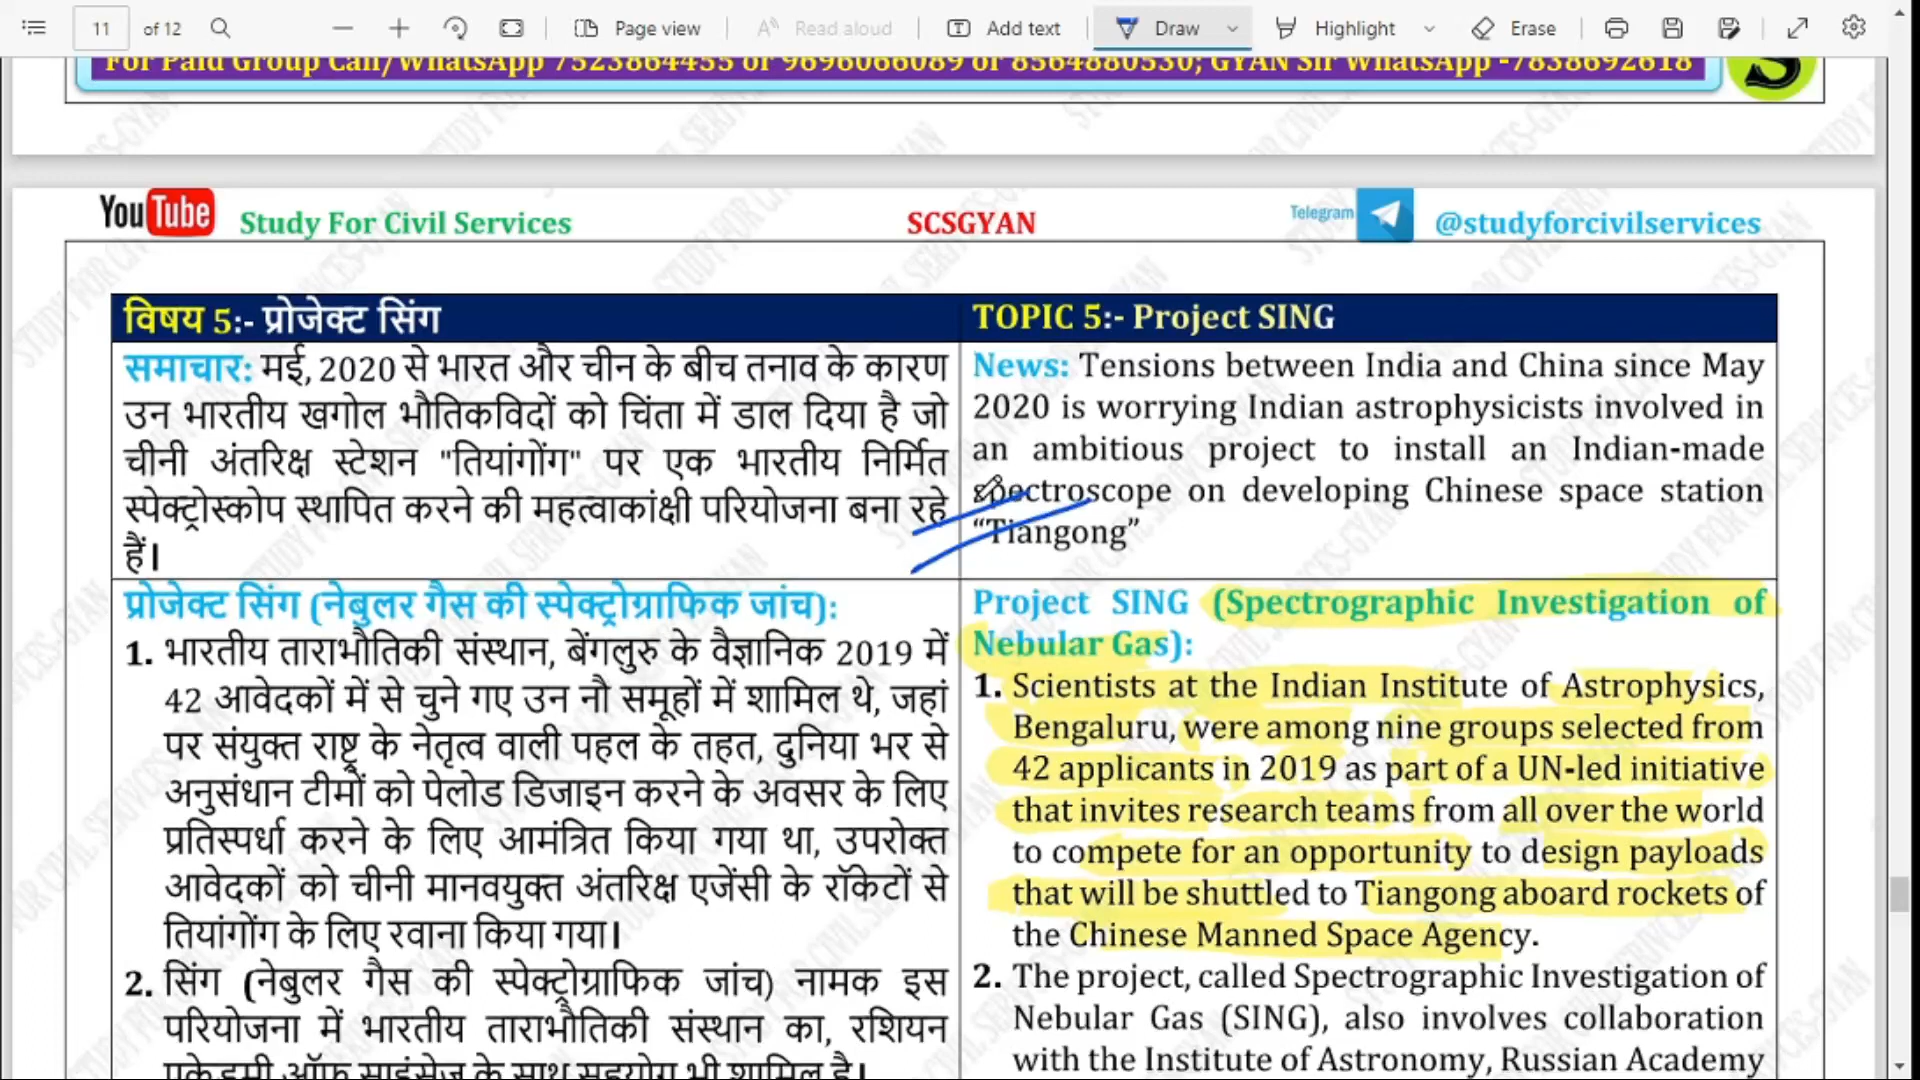 11 of 12 Page view Read aloud Add text Draw Highlight Erase
For Paid Group Call/WhatsApp 7523864455 or 9696066089 or 8564880530; GYAN Sir WhatsApp -7838692618
YouTube Study For Civil Services SCSGYAN Telegram @studyforcivilservices
विषय 5:- प्रोजेक्ट सिंग
समाचार: मई, 2020 से भारत और चीन के बीच तनाव के कारण
उन भारतीय खगोल भौतिकविदों को चिंता में डाल दिया है जो
चीनी अंतरिक्ष स्टेशन "तियांगोंग" पर एक भारतीय निर्मित
स्पेक्ट्रोस्कोप स्थापित करने की महत्वाकांक्षी परियोजना बना रहे
हैं।
प्रोजेक्ट सिंग (नेबुलर गैस की स्पेक्ट्रोग्राफिक जांच):
1. भारतीय ताराभौतिकी संस्थान, बेंगलुरु के वैज्ञानिक 2019 में
42 आवेदकों में से चुने गए उन नौ समूहों में शामिल थे, जहां
पर संयुक्त राष्ट्र के नेतृत्व वाली पहल के तहत, दुनिया भर से
अनुसंधान टीमों को पेलोड डिजाइन करने के अवसर के लिए
प्रतिस्पर्धा करने के लिए आमंत्रित किया गया था, उपरोक्त
आवेदकों को चीनी मानवयुक्त अंतरिक्ष एजेंसी के रॉकेटों से
तियांगोंग के लिए रवाना किया गया।
2. सिंग (नेबुलर गैस की स्पेक्ट्रोग्राफिक जांच) नामक इस
परियोजना में भारतीय ताराभौतिकी संस्थान का, रशियन
एकेडमी ऑफ साइंसेज के साथ सहयोग भी शामिल है।
TOPIC 5:- Project SING
News: Tensions between India and China since May
2020 is worrying Indian astrophysicists involved in
an ambitious project to install an Indian-made
spectroscope on developing Chinese space station
“Tiangong”
Project SING (Spectrographic Investigation of
Nebular Gas):
1. Scientists at the Indian Institute of Astrophysics,
Bengaluru, were among nine groups selected from
42 applicants in 2019 as part of a UN-led initiative
that invites research teams from all over the world
to compete for an opportunity to design payloads
that will be shuttled to Tiangong aboard rockets of
the Chinese Manned Space Agency.
2. The project, called Spectrographic Investigation of
Nebular Gas (SING), also involves collaboration
with the Institute of Astronomy, Russian Academy